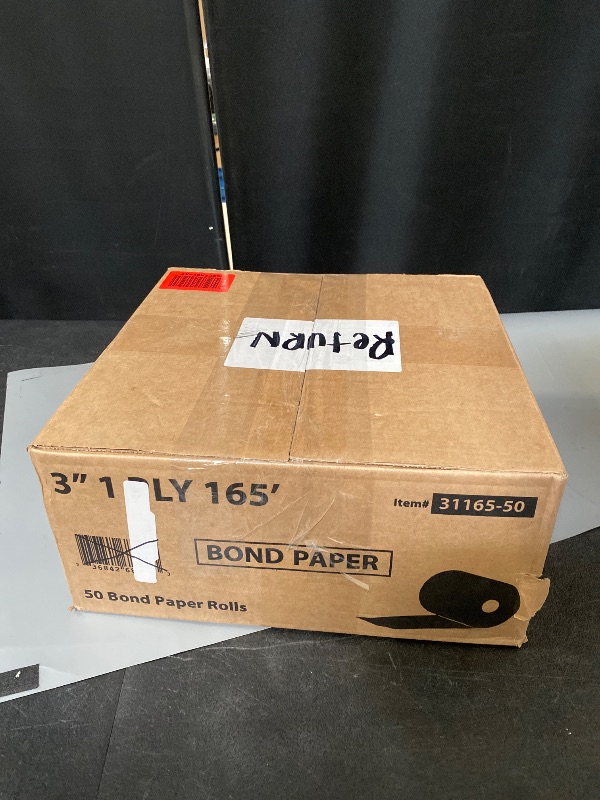 Return
3" 1 PLY 165'
Item# 31165-50
BOND PAPER
50 Bond Paper Rolls